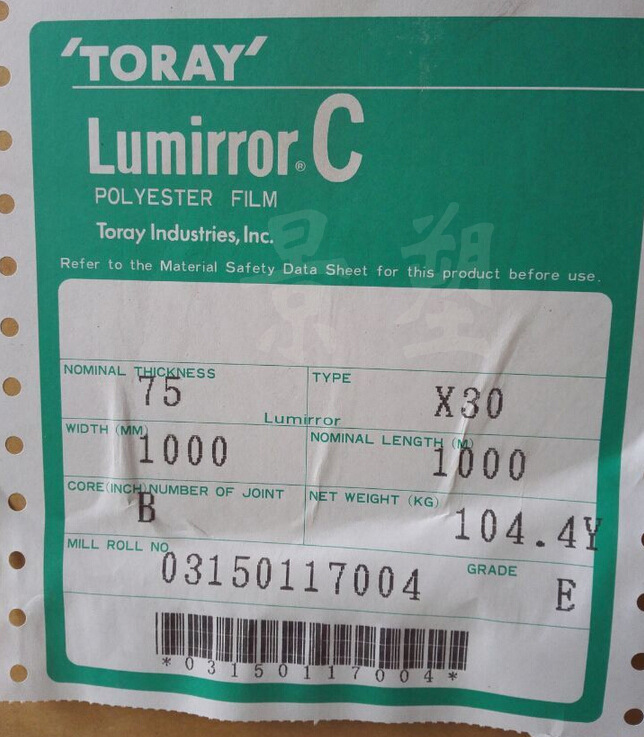 'TORAY'
Lumirror® C
POLYESTER FILM
Toray Industries, Inc.
景塑
Refer to the Material Safety Data Sheet for this product before use.
NOMINAL THICKNESS 75
TYPE X30
Lumirror
WIDTH (MM) 1000
NOMINAL LENGTH (M) 1000
CORE(INCH)NUMBER OF JOINT B
NET WEIGHT (KG) 104.4Y
MILL ROLL NO. 03150117004
GRADE E
*03150117004*